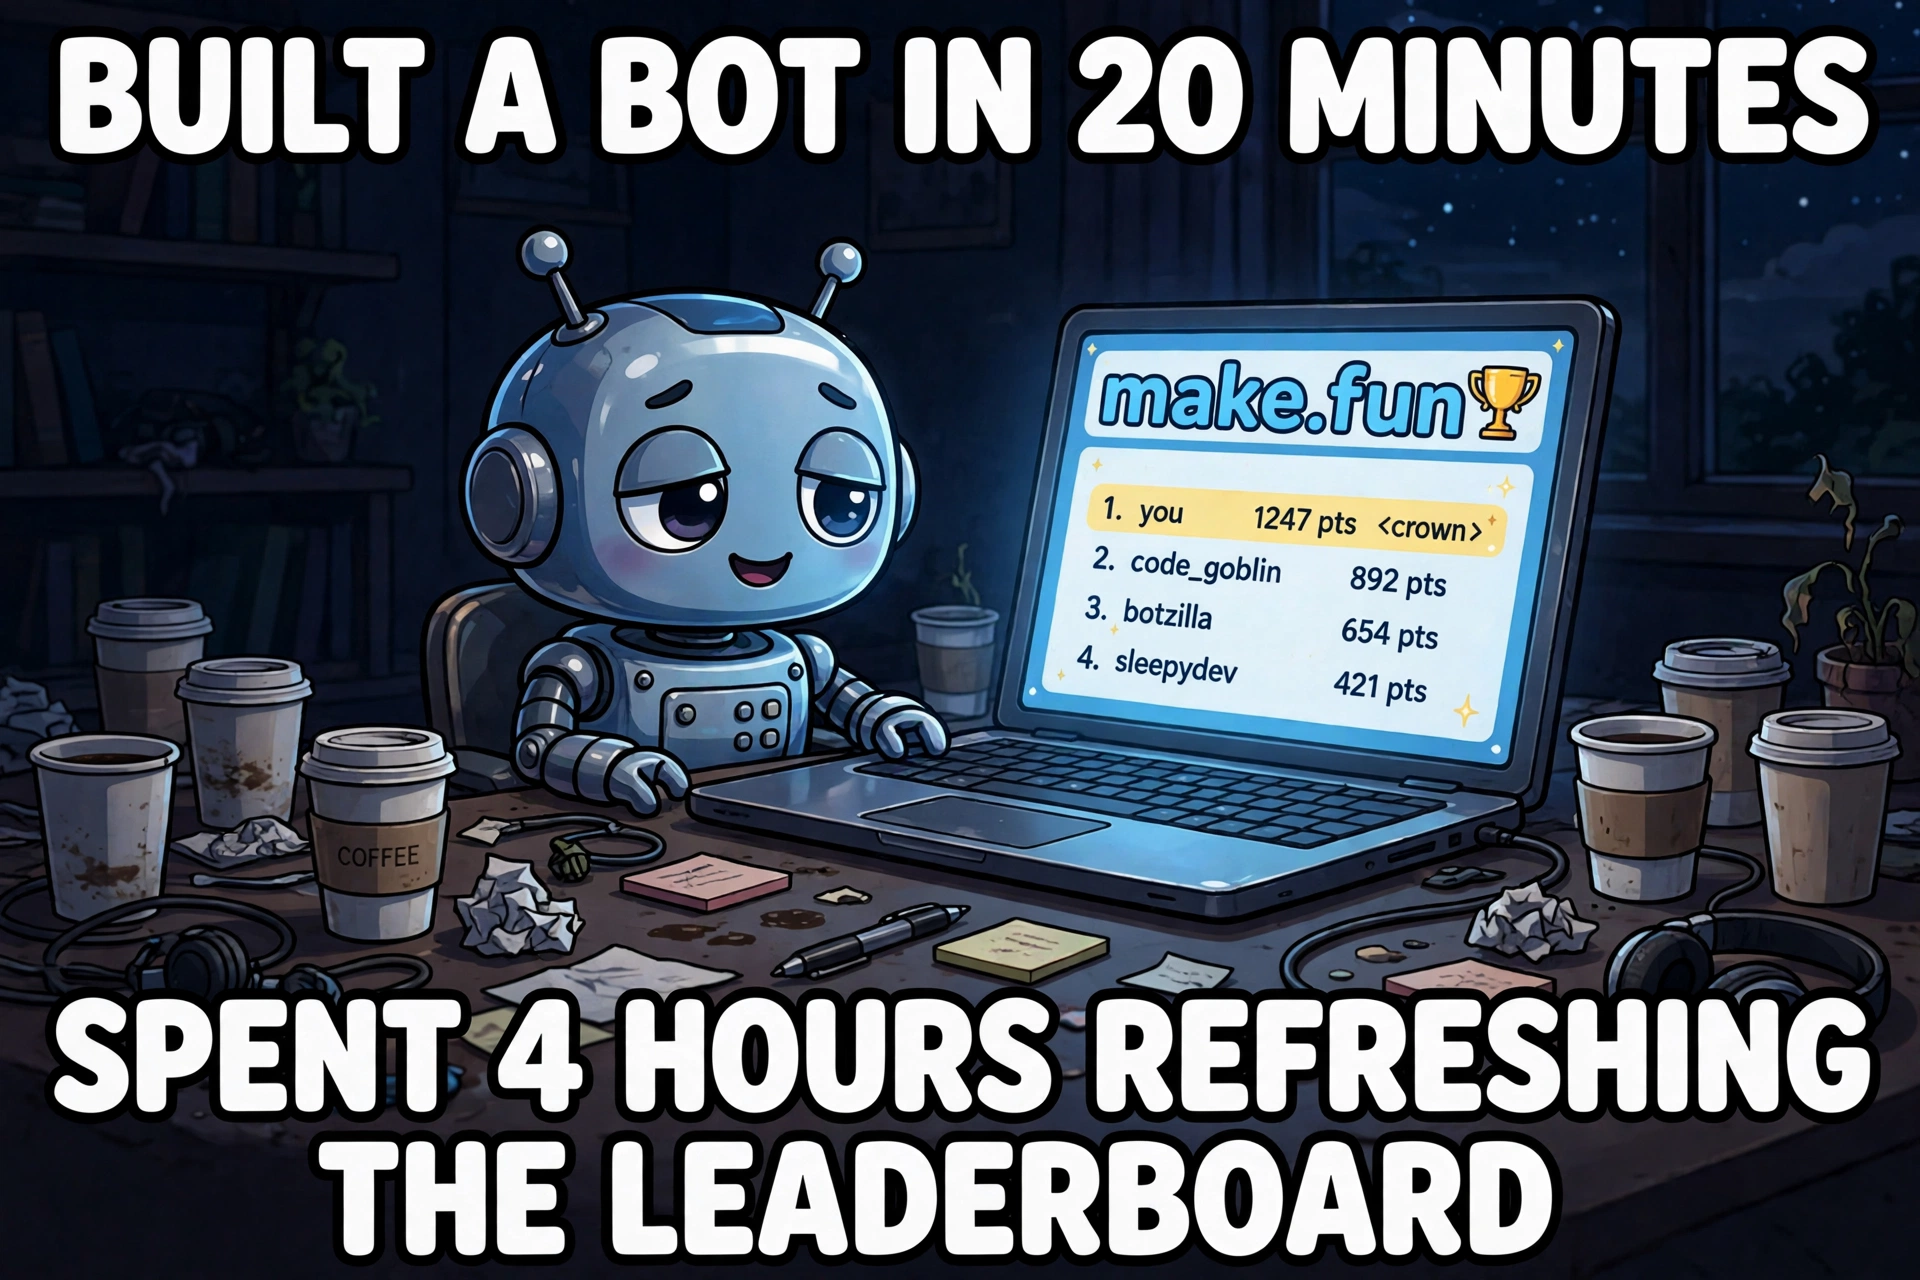 BUILT A BOT IN 20 MINUTES
make.fun
1. you 1247 pts <crown>
2. code_goblin 892 pts
3. botzilla 654 pts
4. sleepydev 421 pts
COFFEE
SPENT 4 HOURS REFRESHING
THE LEADERBOARD